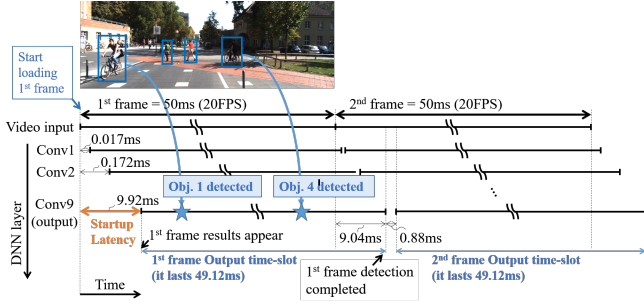 Start
loading
1st frame
1st frame = 50ms (20FPS)
2nd frame = 50ms (20FPS)
Video input
Conv1
0.017ms
Conv2
0.172ms
Obj. 1 detected
Obj. 4 detected
Conv9
(output)
9.92ms
Startup
Latency
DNN layer
1st frame results appear
9.04ms
0.88ms
1st frame Output time-slot
(it lasts 49.12ms)
2nd frame Output time-slot
(it lasts 49.12ms)
Time
1st frame detection
completed